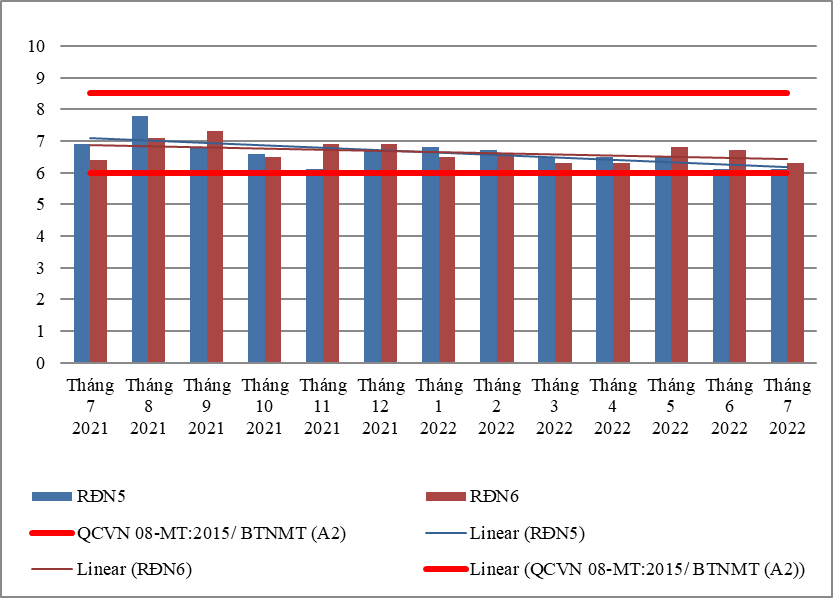 10
9
8
7
6
5
4
3
2
1
0
Tháng 7 2021
Tháng 8 2021
Tháng 9 2021
Tháng 10 2021
Tháng 11 2021
Tháng 12 2021
Tháng 1 2022
Tháng 2 2022
Tháng 3 2022
Tháng 4 2022
Tháng 5 2022
Tháng 6 2022
Tháng 7 2022
RĐN5
RĐN6
QCVN 08-MT:2015/ BTNMT (A2)
Linear (RĐN5)
Linear (RĐN6)
Linear (QCVN 08-MT:2015/ BTNMT (A2))